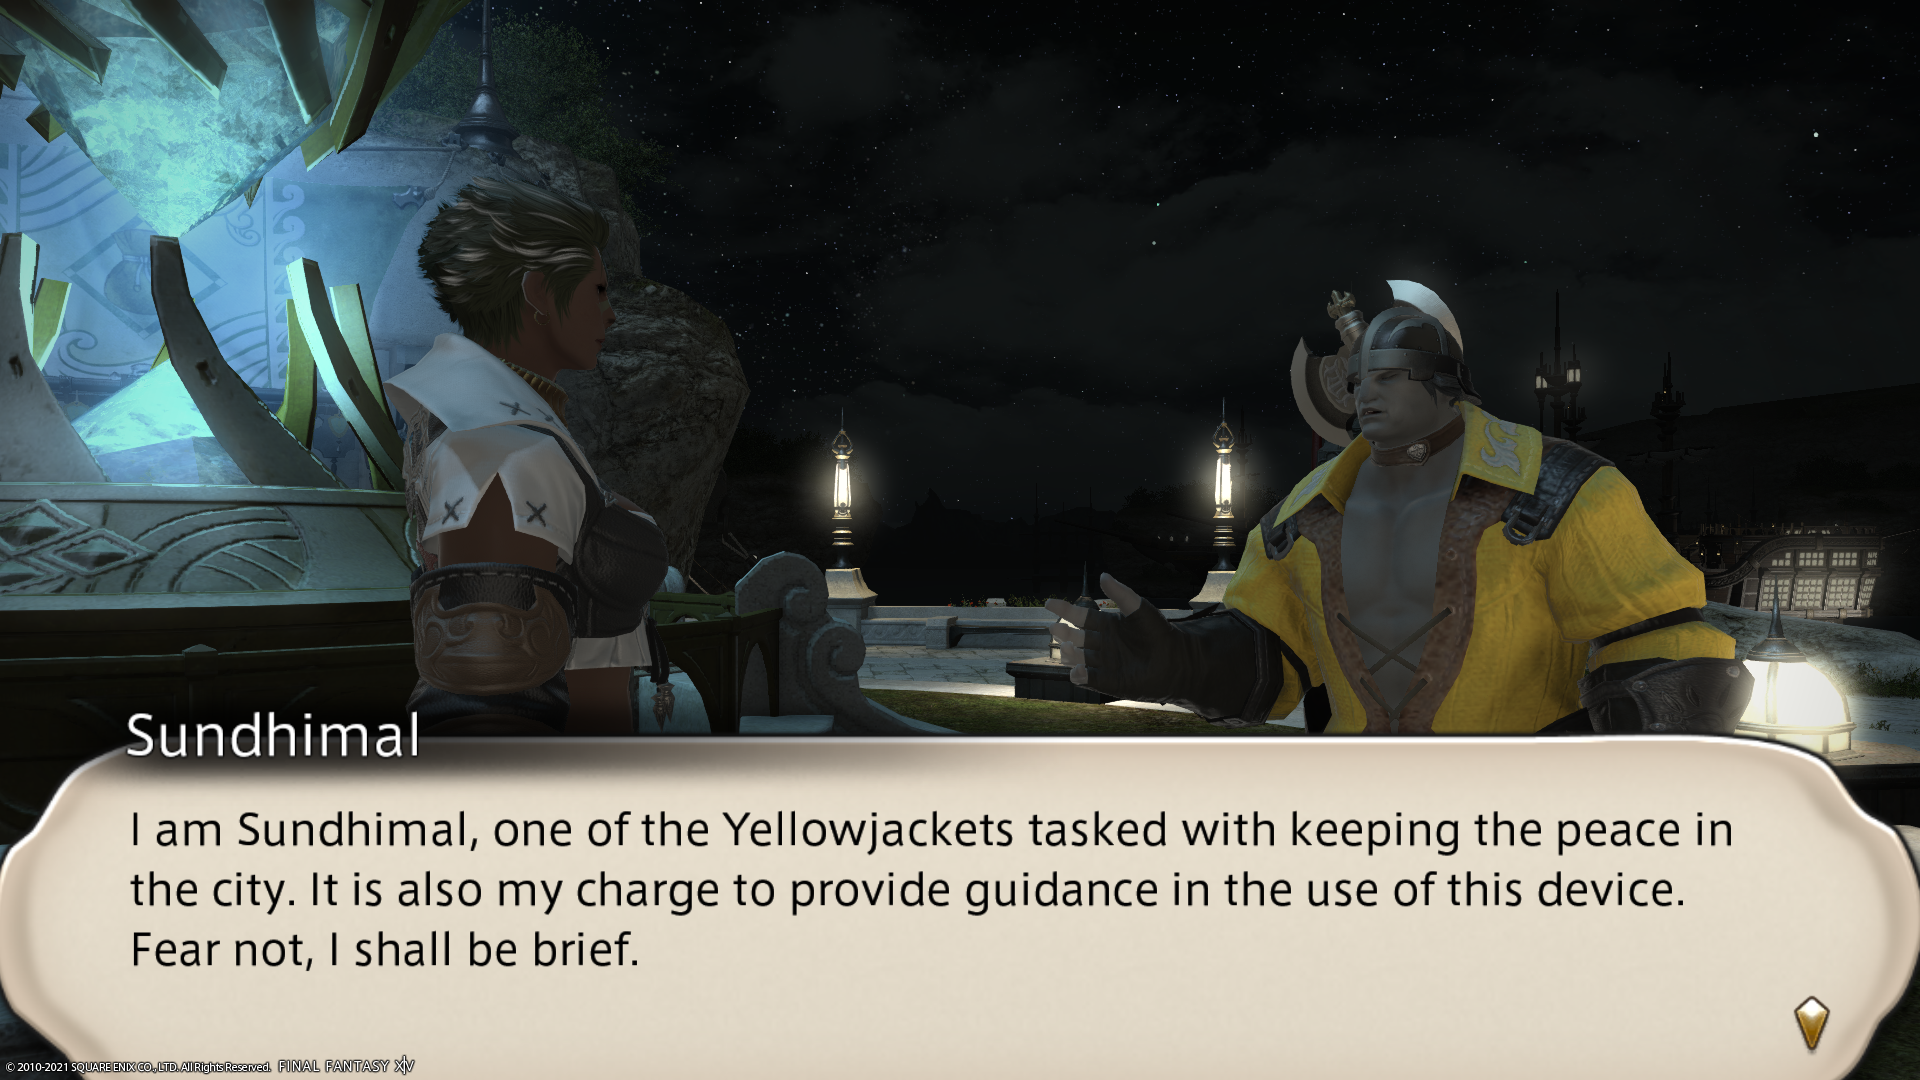 Sundhimal
I am Sundhimal, one of the Yellowjackets tasked with keeping the peace in
the city. It is also my charge to provide guidance in the use of this device.
Fear not, I shall be brief.
© 2010-2021 SQUARE ENIX CO., LTD. All Rights Reserved. FINAL FANTASY XIV